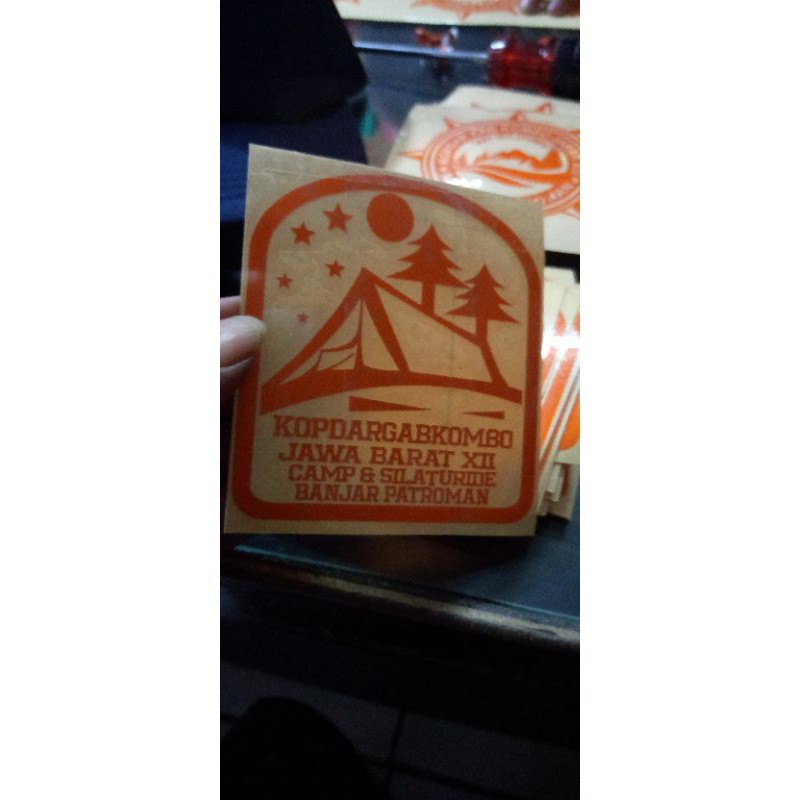 KOPDARGABKOMBO
JAWA BARAT XII
CAMP & SILATURIDE
BANJAR PATROMAN